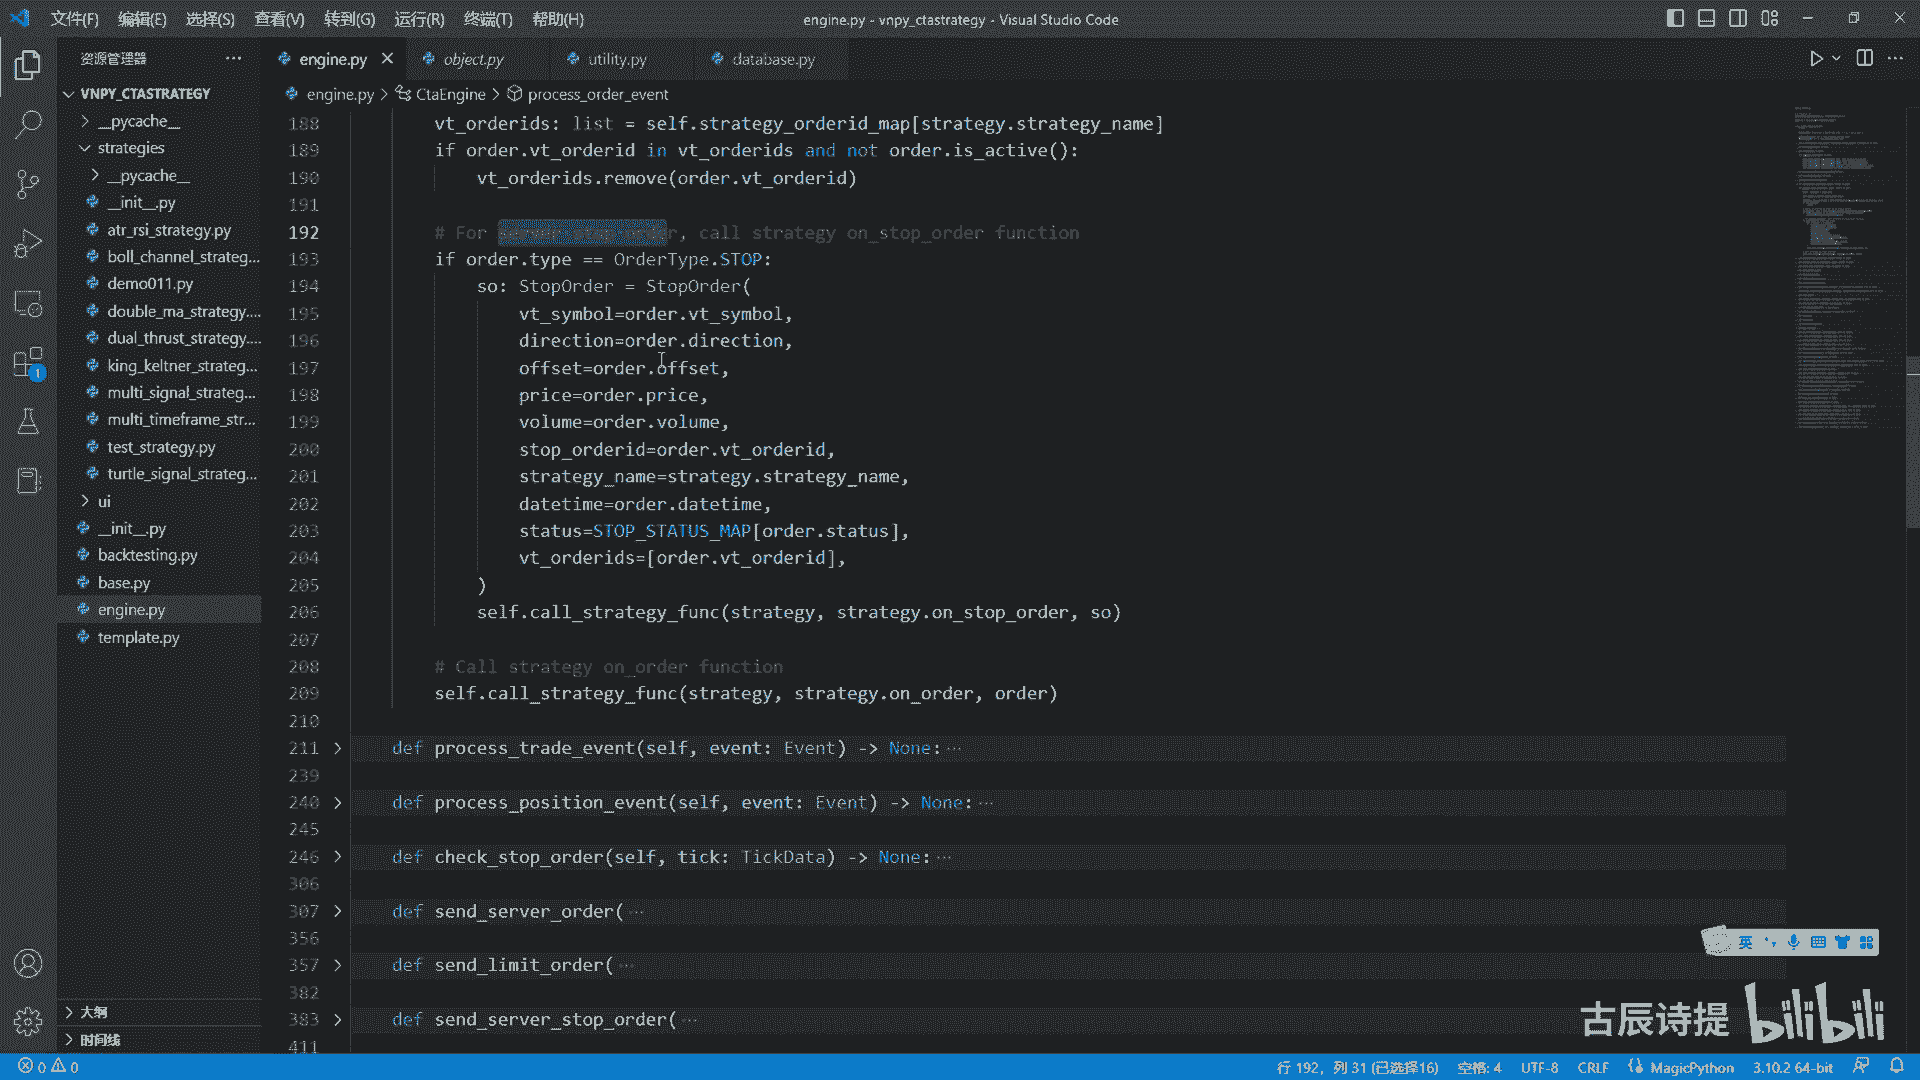 文件(F) 编辑(E) 选择(S) 查看(V) 转到(G) 运行(R) 终端(T) 帮助(H)
engine.py - vnpy_ctastrategy - Visual Studio Code
资源管理器
engine.py
object.py
utility.py
database.py
engine.py > CtaEngine > process_order_event
VNPY_CTASTRATEGY
__pycache__
strategies
__pycache__
__init__.py
atr_rsi_strategy.py
boll_channel_strateg...
demo011.py
double_ma_strategy....
dual_thrust_strategy....
king_keltner_strateg...
multi_signal_strateg...
multi_timeframe_str...
test_strategy.py
turtle_signal_strateg...
ui
__init__.py
backtesting.py
base.py
engine.py
template.py
大纲
时间线
188 vt_orderids: list = self.strategy_orderid_map[strategy.strategy_name]
189 if order.vt_orderid in vt_orderids and not order.is_active():
190 vt_orderids.remove(order.vt_orderid)
191
192 # For server stop order, call strategy on_stop_order function
193 if order.type == OrderType.STOP:
194 so: StopOrder = StopOrder(
195 vt_symbol=order.vt_symbol,
196 direction=order.direction,
197 offset=order.offset,
198 price=order.price,
199 volume=order.volume,
200 stop_orderid=order.vt_orderid,
201 strategy_name=strategy.strategy_name,
202 datetime=order.datetime,
203 status=STOP_STATUS_MAP[order.status],
204 vt_orderids=[order.vt_orderid],
205 )
206 self.call_strategy_func(strategy, strategy.on_stop_order, so)
207
208 # Call strategy on_order function
209 self.call_strategy_func(strategy, strategy.on_order, order)
210
211 def process_trade_event(self, event: Event) -> None:…
239
240 def process_position_event(self, event: Event) -> None:…
245
246 def check_stop_order(self, tick: TickData) -> None:…
306
307 def send_server_order(…
356
357 def send_limit_order(…
382
383 def send_server_stop_order(…
411
1
英
古辰诗提 bilibili
0 0
行 192, 列 31 (已选择16) 空格: 4 UTF-8 CRLF MagicPython 3.10.2 64-bit